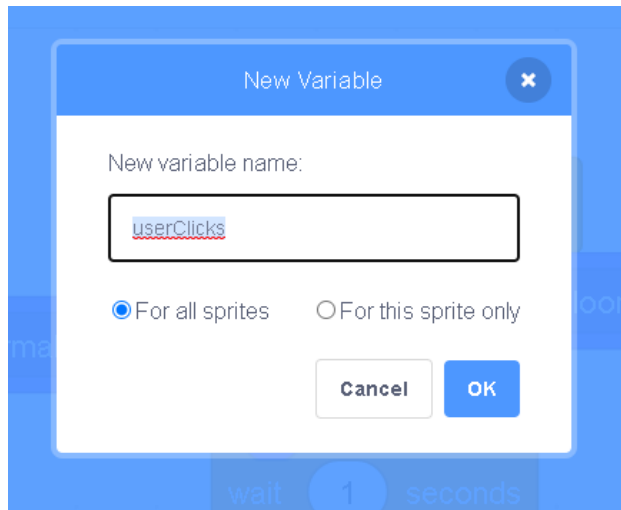 New Variable
New variable name:
userClicks
For all sprites
For this sprite only
Cancel
OK
wait 1 seconds